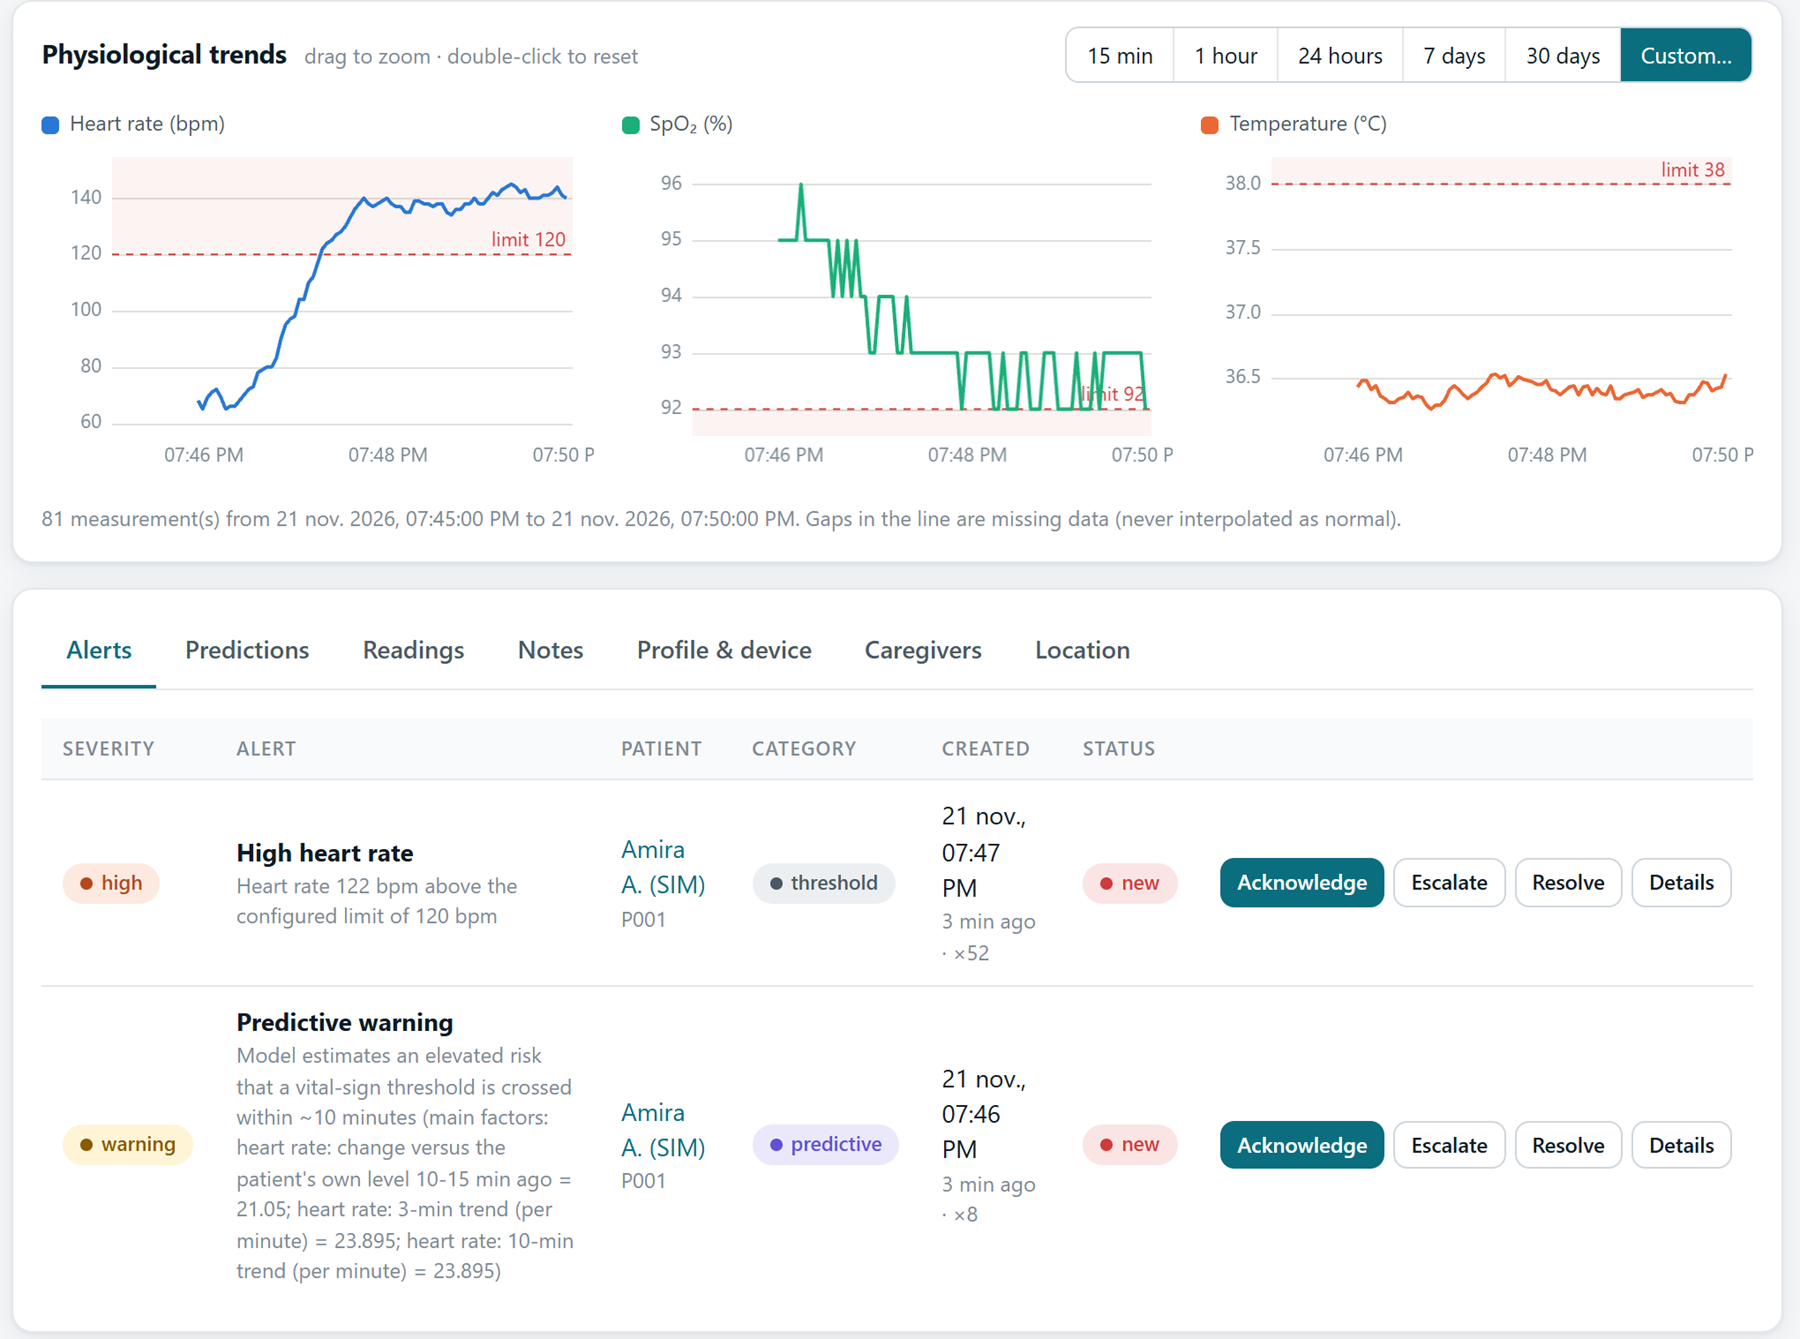 Physiological trends drag to zoom · double-click to reset
15 min 1 hour 24 hours 7 days 30 days Custom...
Heart rate (bpm)
140
limit 120
120
100
80
60
07:46 PM 07:48 PM 07:50 P
SpO₂ (%)
96
95
94
93
limit 92
92
07:46 PM 07:48 PM 07:50 P
Temperature (°C)
limit 38
38.0
37.5
37.0
36.5
07:46 PM 07:48 PM 07:50 P
81 measurement(s) from 21 nov. 2026, 07:45:00 PM to 21 nov. 2026, 07:50:00 PM. Gaps in the line are missing data (never interpolated as normal).
Alerts Predictions Readings Notes Profile & device Caregivers Location
SEVERITY ALERT PATIENT CATEGORY CREATED STATUS
high
High heart rate
Heart rate 122 bpm above the
configured limit of 120 bpm
Amira
A. (SIM)
P001
threshold
21 nov.,
07:47
PM
3 min ago
· ×52
new
Acknowledge Escalate Resolve Details
warning
Predictive warning
Model estimates an elevated risk
that a vital-sign threshold is crossed
within ~10 minutes (main factors:
heart rate: change versus the
patient's own level 10-15 min ago =
21.05; heart rate: 3-min trend (per
minute) = 23.895; heart rate: 10-min
trend (per minute) = 23.895)
Amira
A. (SIM)
P001
predictive
21 nov.,
07:46
PM
3 min ago
· ×8
new
Acknowledge Escalate Resolve Details